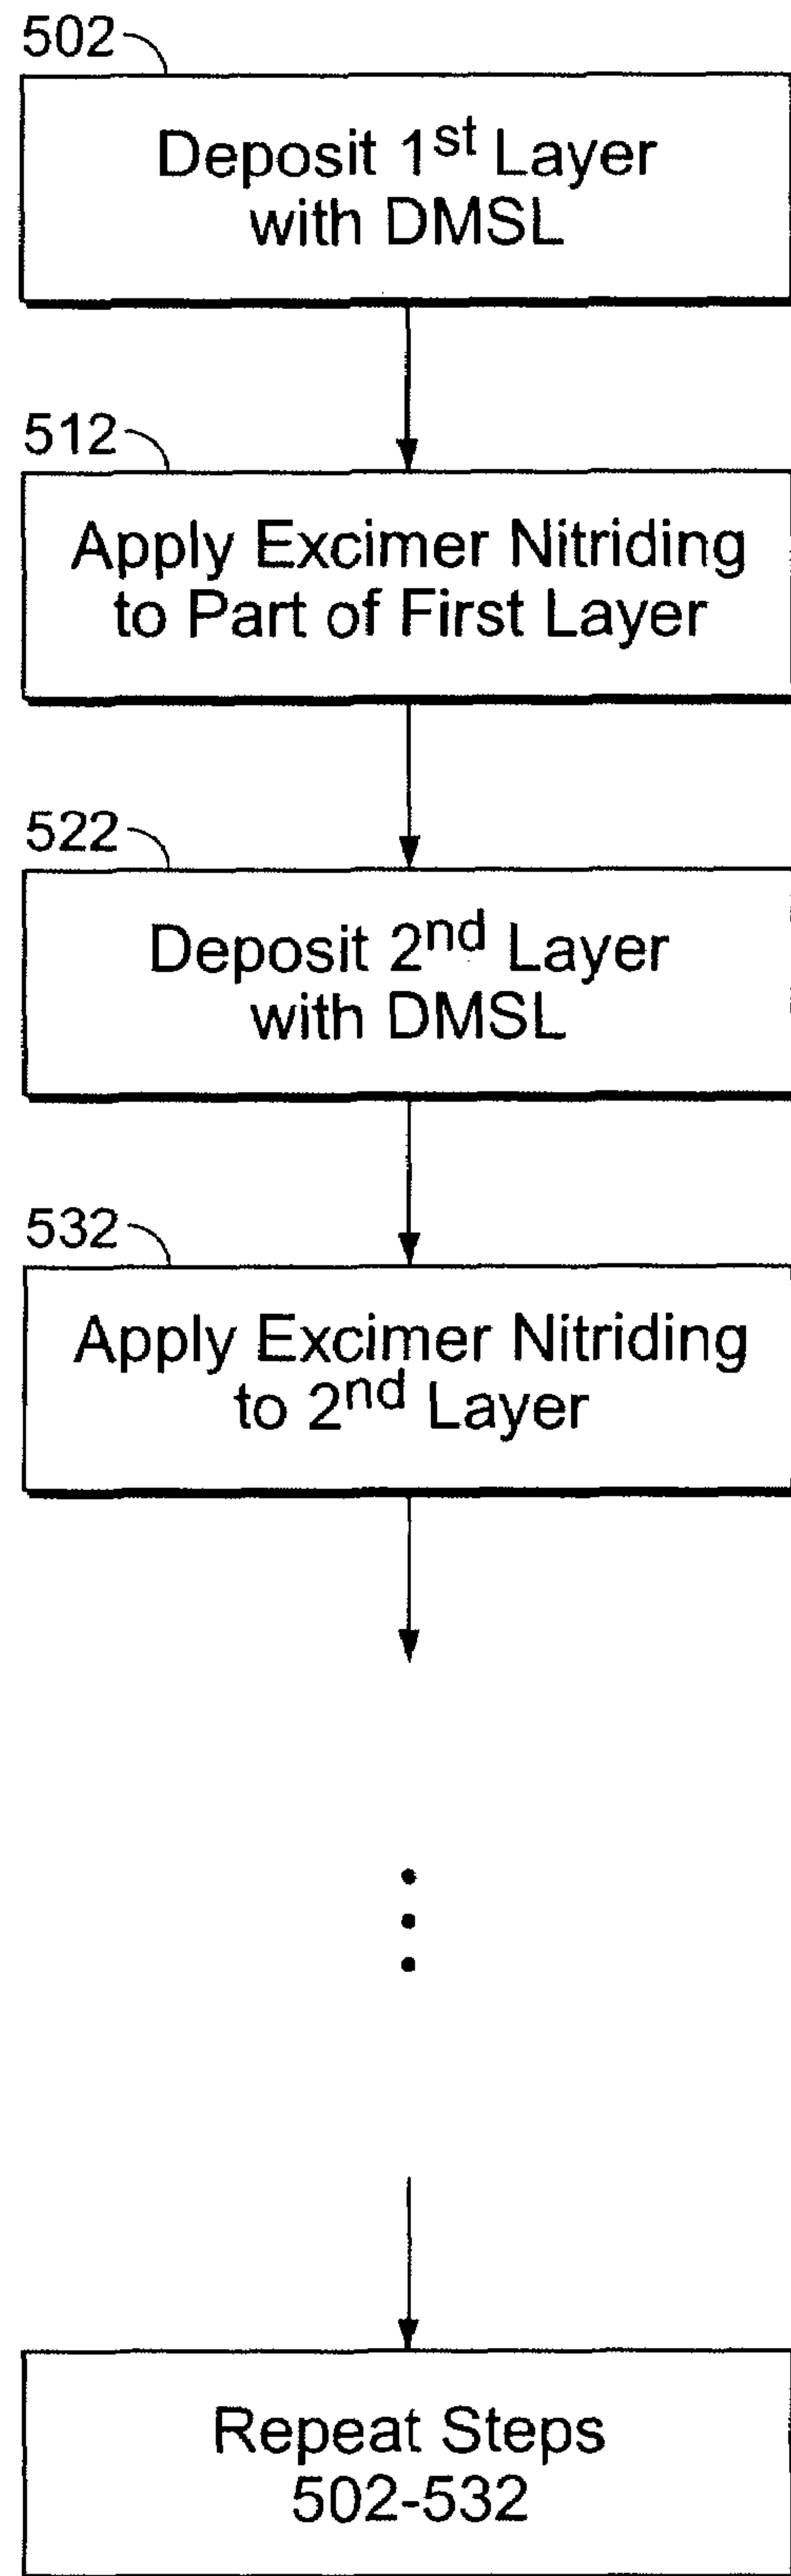 502
Deposit 1st Layer
with DMSL
512
Apply Excimer Nitriding
to Part of First Layer
522
Deposit 2nd Layer
with DMSL
532
Apply Excimer Nitriding
to 2nd Layer
Repeat Steps
502-532